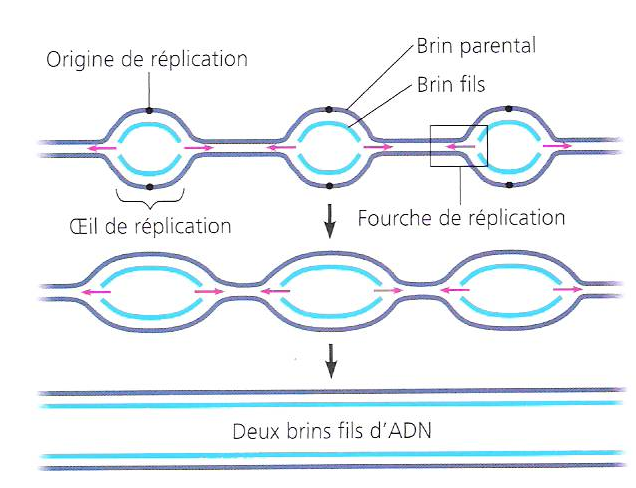 Origine de réplication
Brin parental
Brin fils
Œil de réplication
Fourche de réplication
Deux brins fils d'ADN